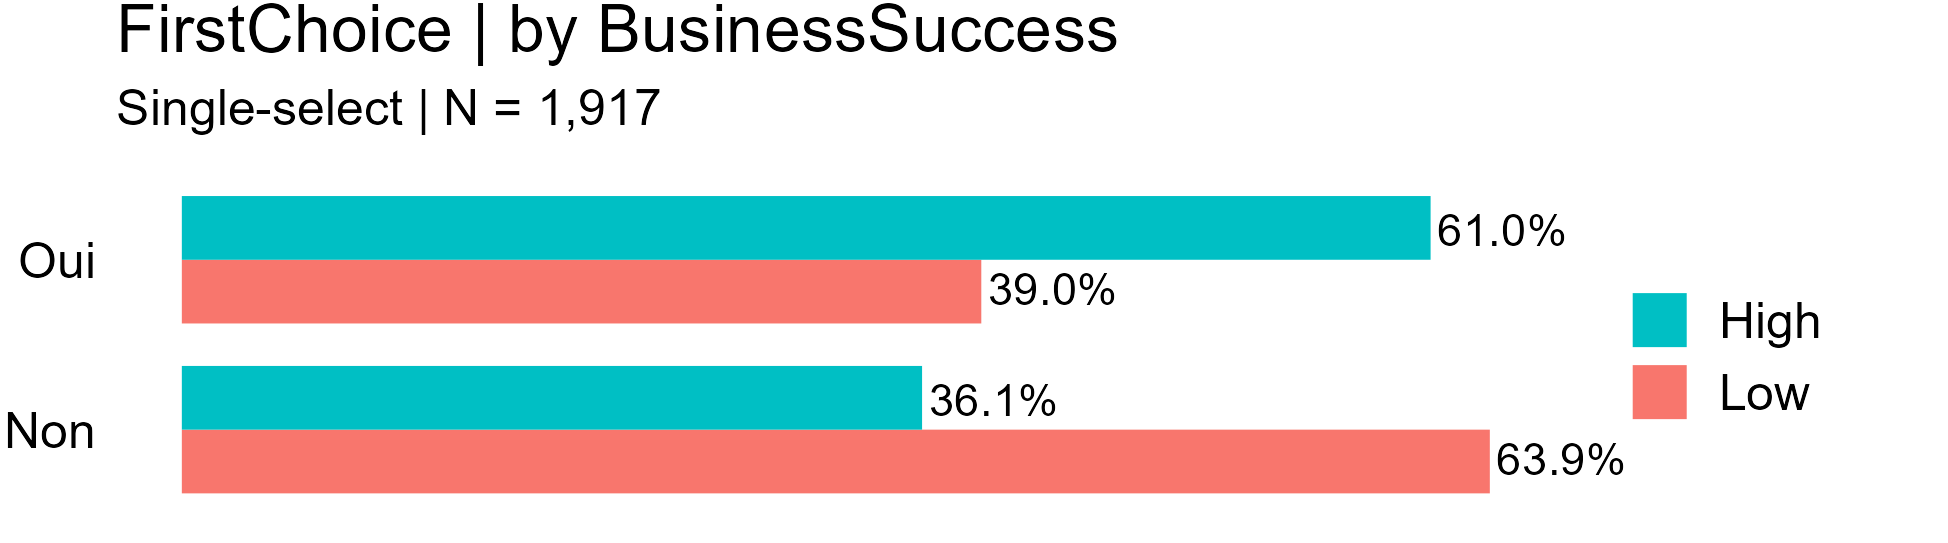 FirstChoice | by BusinessSuccess
Single-select | N = 1,917
Oui
61.0%
39.0%
Non
36.1%
63.9%
High
Low